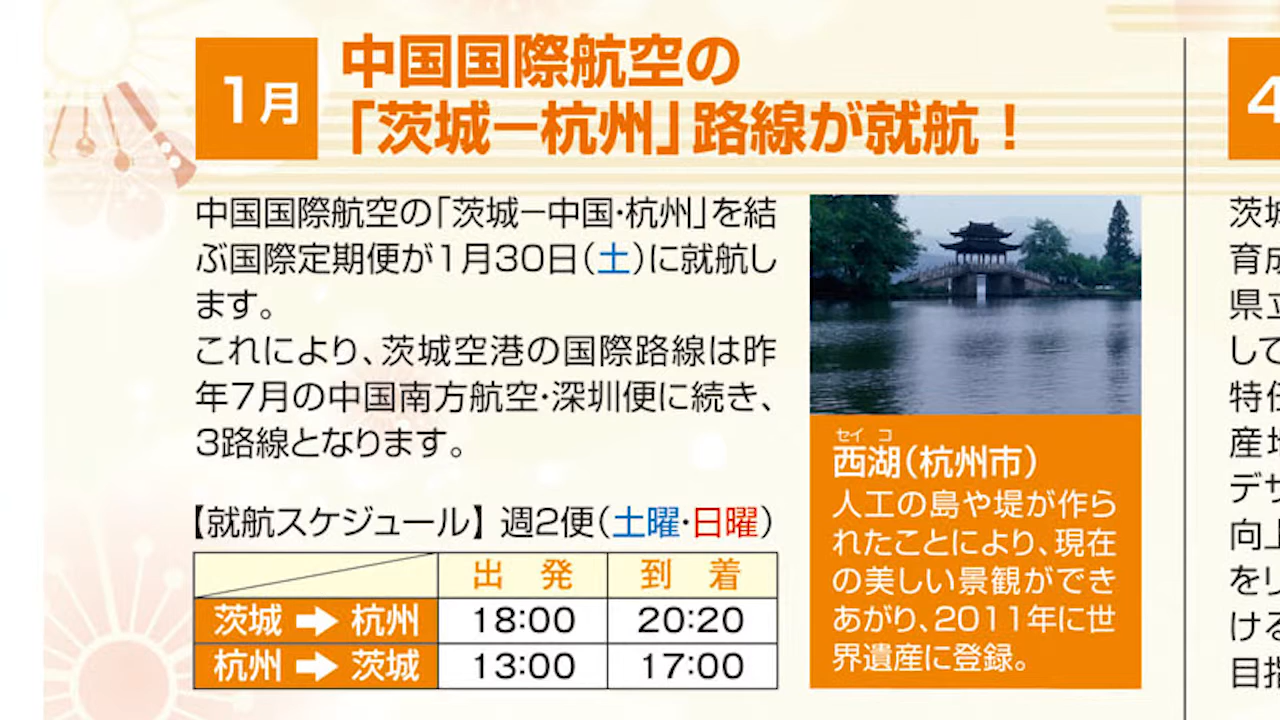 1月
中国国際航空の
「茨城ー杭州」路線が就航!
中国国際航空の「茨城ー中国・杭州」を結
ぶ国際定期便が1月30日(土)に就航し
ます。
これにより、茨城空港の国際路線は昨
年7月の中国南方航空・深圳便に続き、
3路線となります。
【就航スケジュール】 週2便(土曜・日曜)
出 発 到 着
茨城 ➡ 杭州 18:00 20:20
杭州 ➡ 茨城 13:00 17:00
セイ コ
西湖(杭州市)
人工の島や堤が作ら
れたことにより、現在
の美しい景観ができ
あがり、2011年に世
界遺産に登録。
4
茨城
育成
県立
して
特任
産地
デザ
向上
をリ
ける
目指